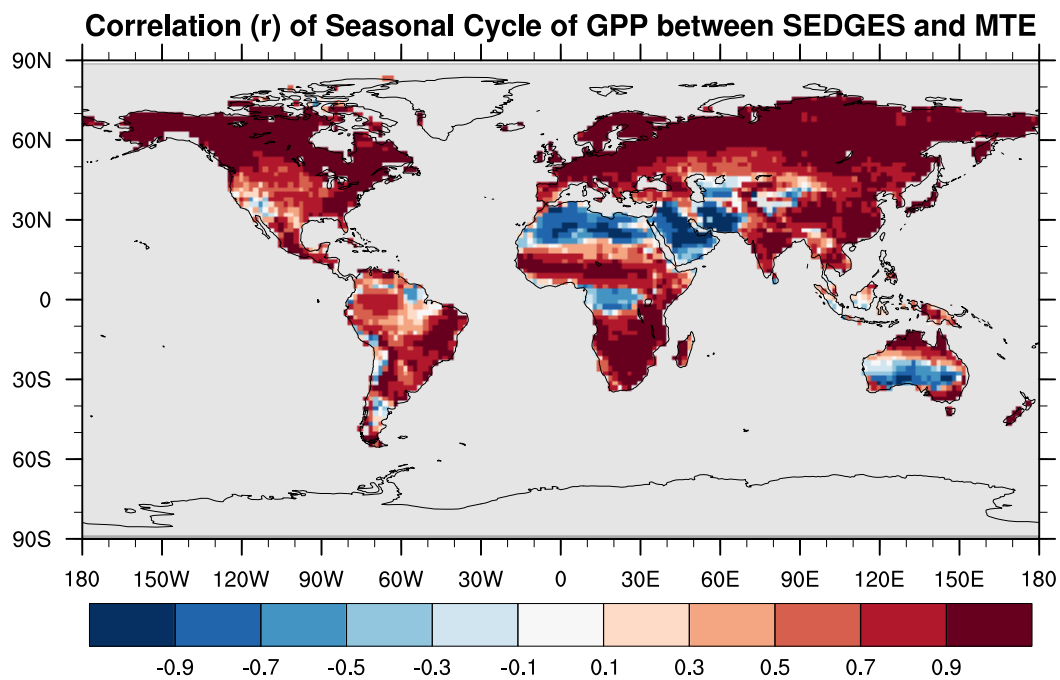 Correlation (r) of Seasonal Cycle of GPP between SEDGES and MTE
90N
60N
30N
0
30S
60S
90S
180 150W 120W 90W 60W 30W 0 30E 60E 90E 120E 150E 180
-0.9 -0.7 -0.5 -0.3 -0.1 0.1 0.3 0.5 0.7 0.9